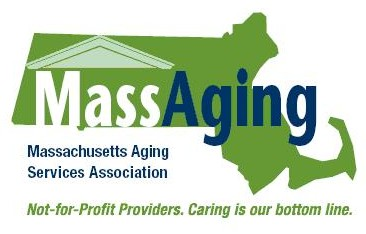 MassAging
Massachusetts Aging
Services Association
Not-for-Profit Providers. Caring is our bottom line.